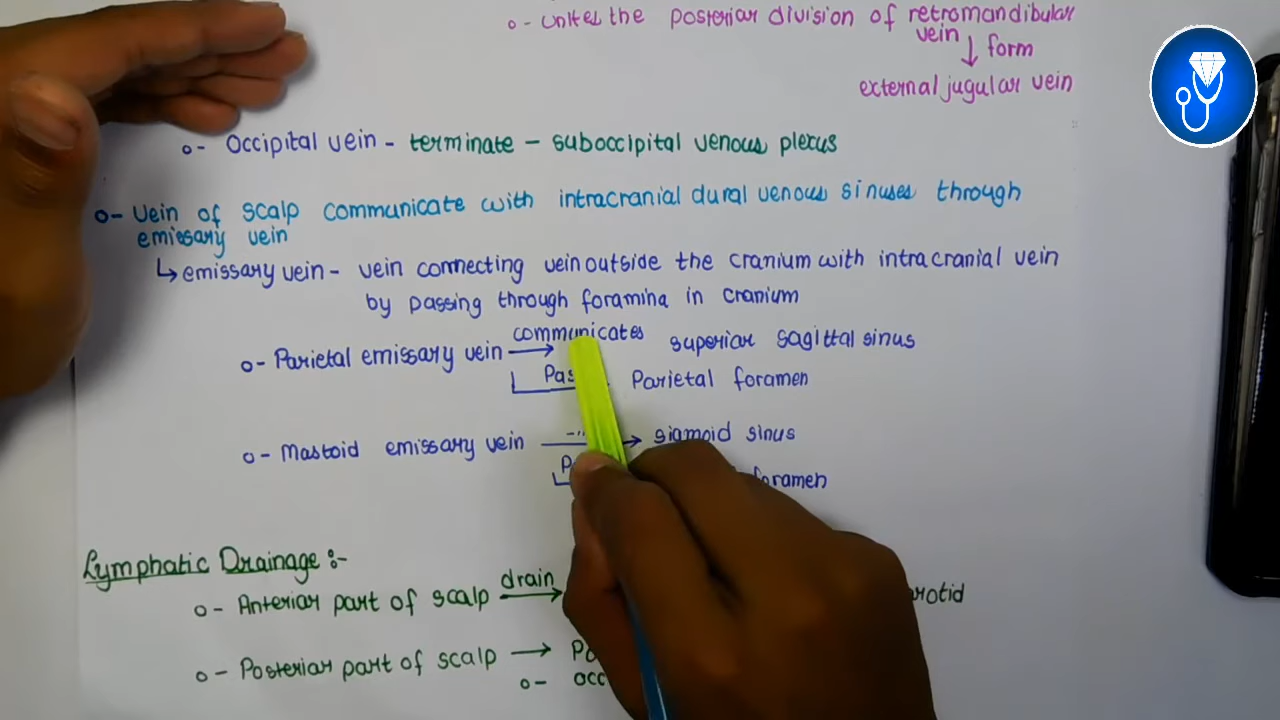 o- unites the posterior division of retromandibular
vein ↓ form
external jugular vein
o- Occipital vein - terminate - suboccipital venous plexus
o- Vein of scalp communicate with intracranial dural venous sinuses through
emissary vein
↳ emissary vein - vein connecting vein outside the cranium with intracranial vein
by passing through foramina in cranium
o- Parietal emissary vein → communicates superior sagittal sinus
Parietal foramen
o- Mastoid emissary vein -"- → sigmoid sinus
foramen
Lymphatic Drainage :-
o- Anterior part of scalp drain →
o- Posterior part of scalp →
o-